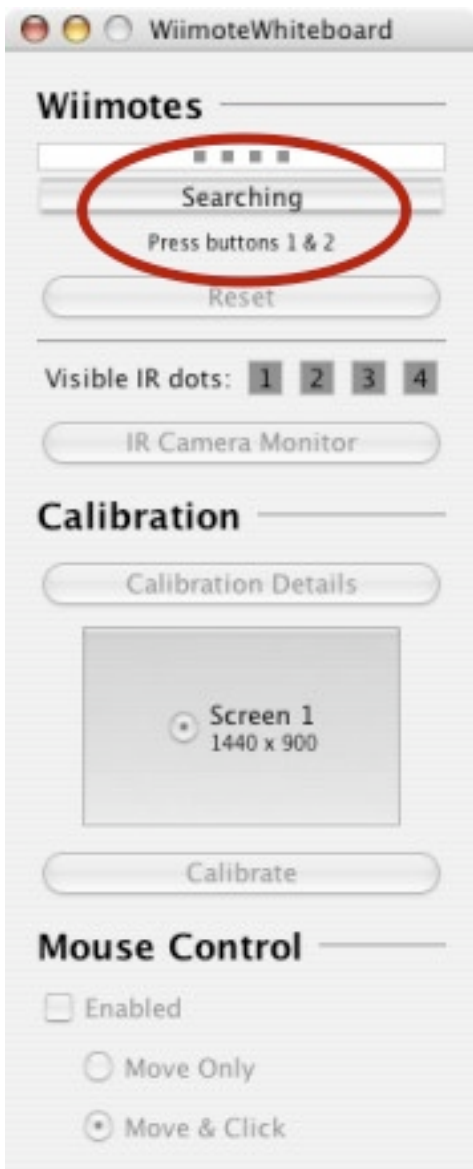 WiimoteWhiteboard
Wiimotes
Searching
Press buttons 1 & 2
Reset
Visible IR dots: 1 2 3 4
IR Camera Monitor
Calibration
Calibration Details
Screen 1
1440 x 900
Calibrate
Mouse Control
Enabled
Move Only
Move & Click